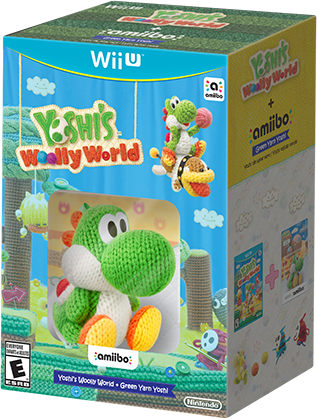 Wii U
amiibo
Yoshi's
Woolly World
amiibo
Yoshi's Woolly World + Green Yarn Yoshi
EVERYONE
E
ESRB
Nintendo
Yoshi's
Woolly World
+
amiibo
Green Yarn Yoshi
+
amiibo